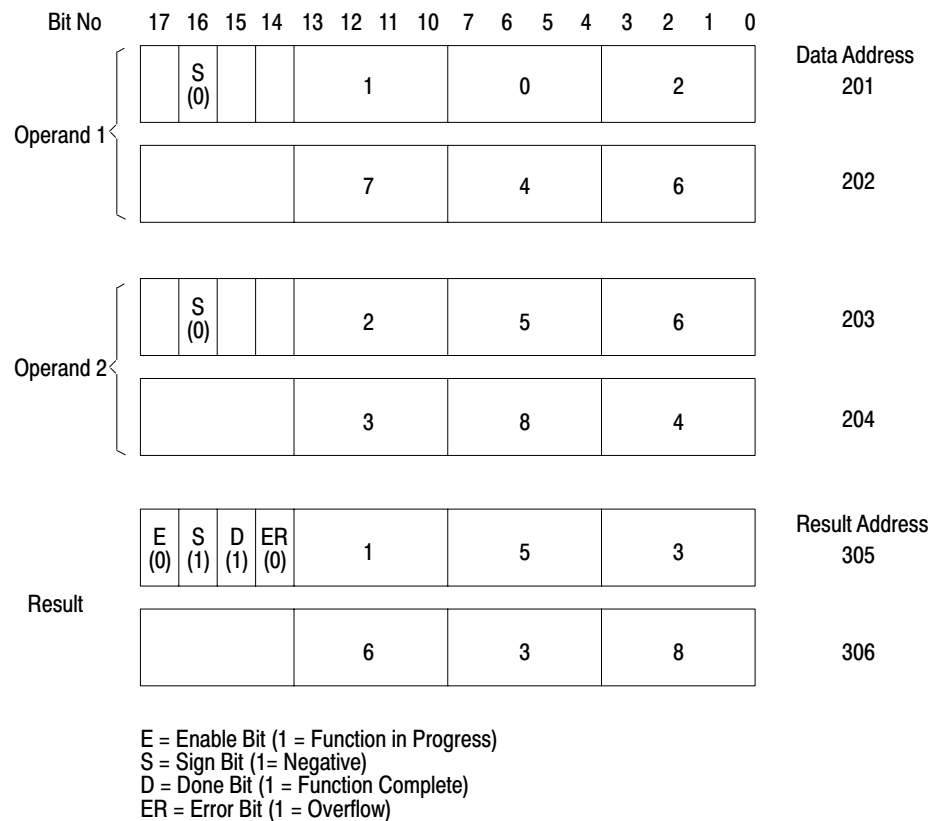 Bit No 17 16 15 14 13 12 11 10 7 6 5 4 3 2 1 0
Data Address
S
(0)
1 0 2 201
Operand 1
7 4 6 202
S
(0)
2 5 6 203
Operand 2
3 8 4 204
Result Address
E S D ER
(0) (1) (1) (0)
1 5 3 305
Result
6 3 8 306
E = Enable Bit (1 = Function in Progress)
S = Sign Bit (1= Negative)
D = Done Bit (1 = Function Complete)
ER = Error Bit (1 = Overflow)